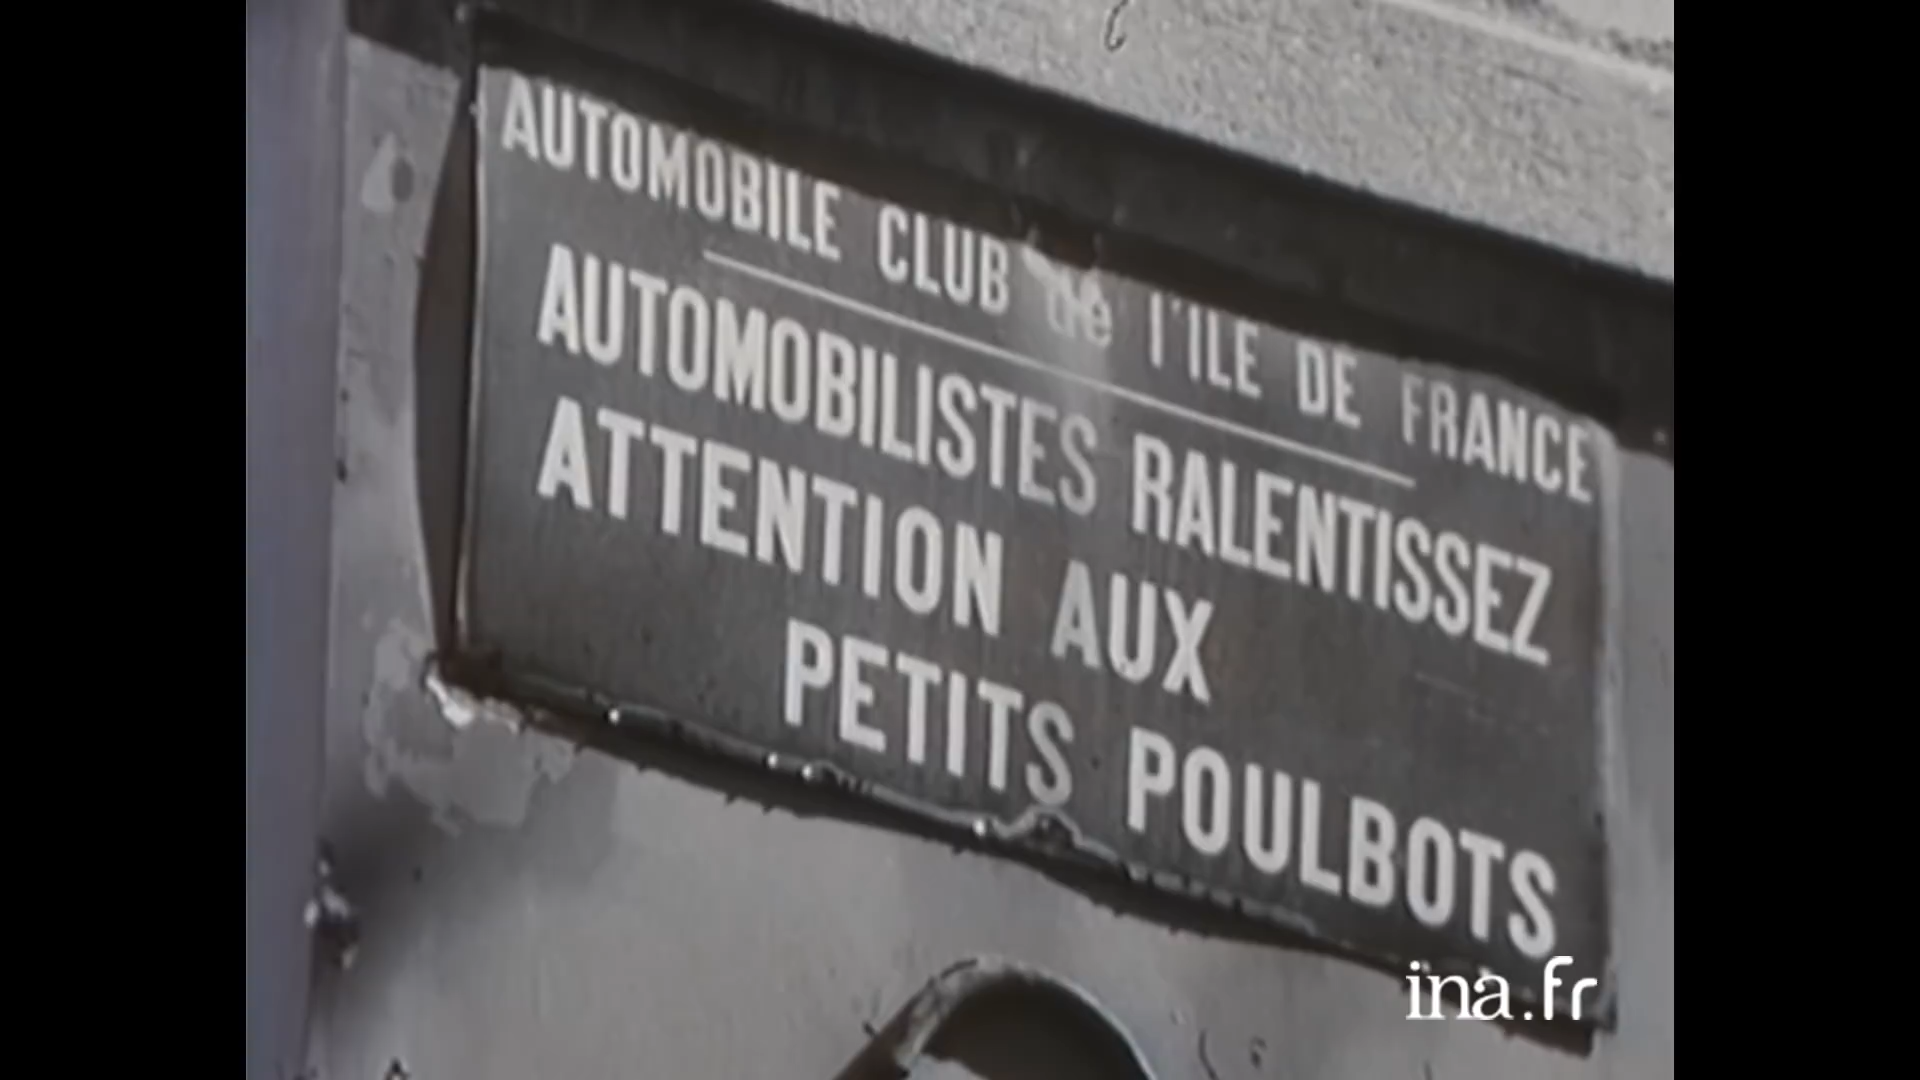 AUTOMOBILE CLUB de l'ILE DE FRANCE
AUTOMOBILISTES RALENTISSEZ
ATTENTION AUX
PETITS POULBOTS
ina.fr